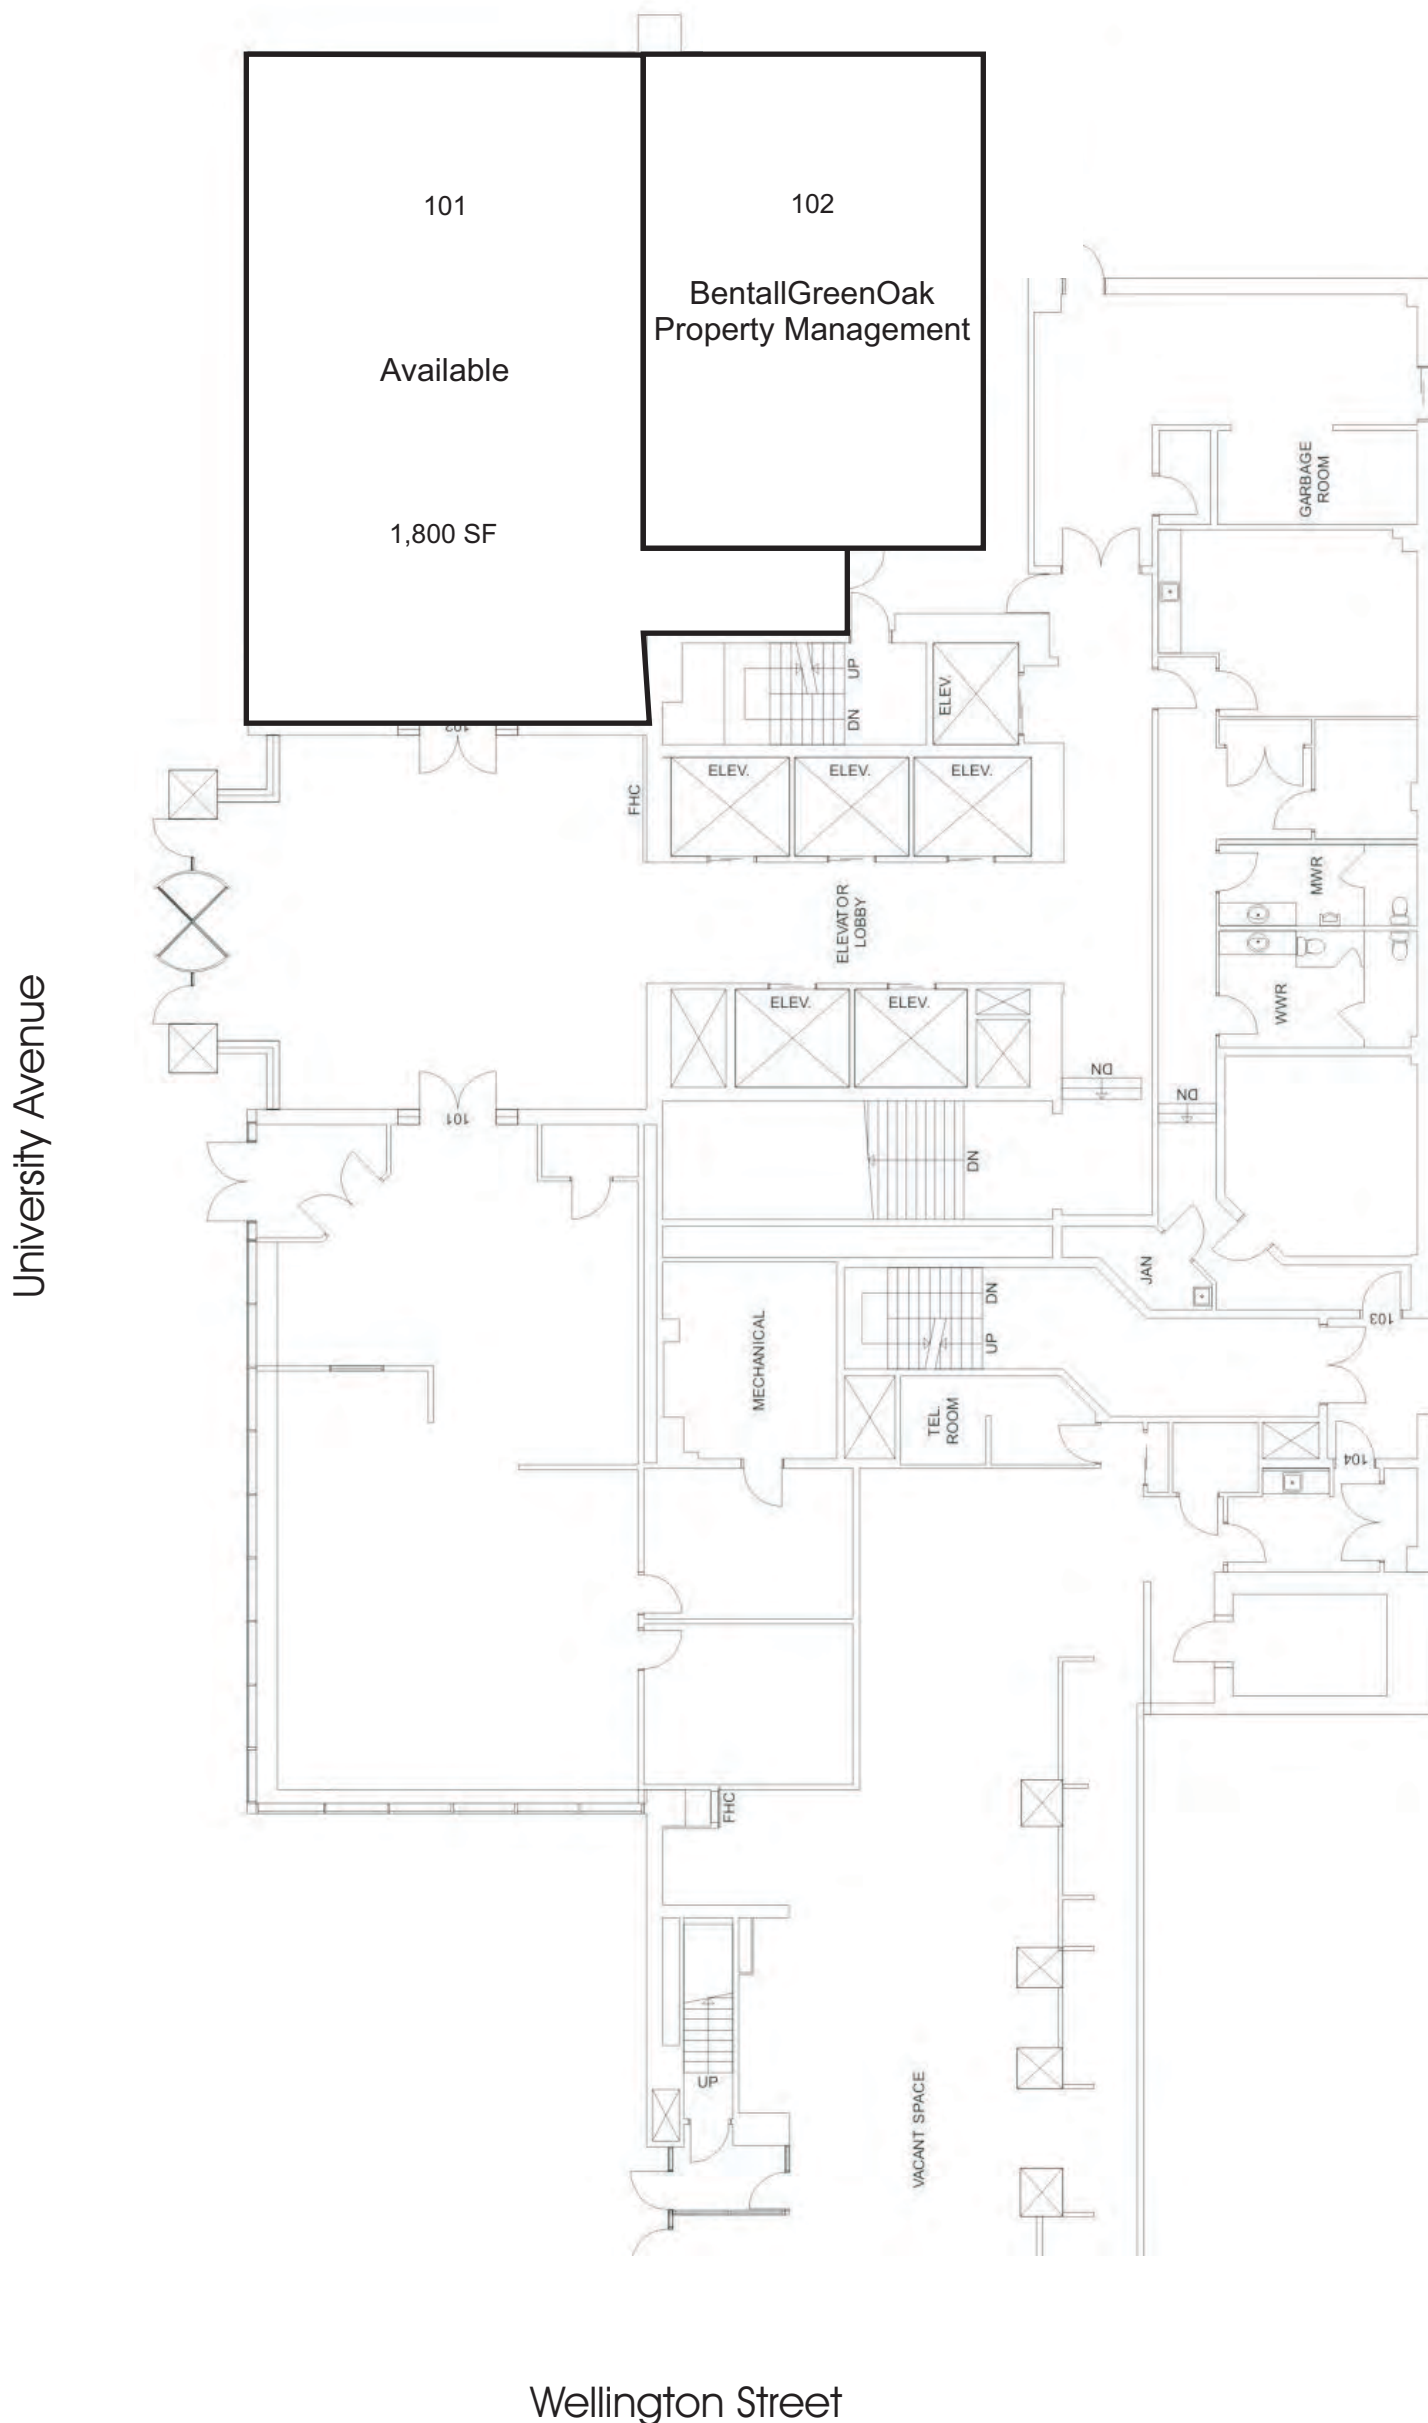 101
102
BentallGreenOak
Property Management
Available
1,800 SF
GARBAGE
ROOM
UP
DN
ELEV.
ELEV.
ELEV.
ELEV.
FHC
MWR
ELEVATOR
LOBBY
WWR
ELEV.
ELEV.
DN
DN
101
DN
University Avenue
JAN
DN
UP
103
MECHANICAL
TEL.
ROOM
104
FHC
UP
VACANT SPACE
Wellington Street